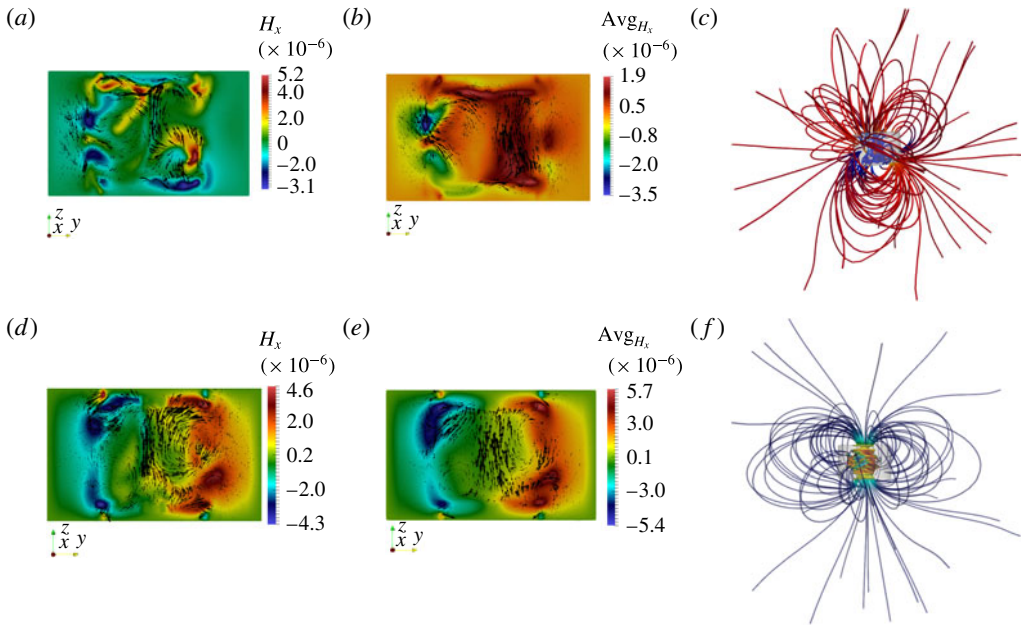 (a)
H_x
(× 10⁻⁶)
5.2
4.0
2.0
0
−2.0
−3.1
z
x y
(b)
Avg_{H_x}
(× 10⁻⁶)
1.9
0.5
−0.8
−2.0
−3.5
z
x y
(c)
(d)
H_x
(× 10⁻⁶)
4.6
2.0
0.2
−2.0
−4.3
z
x y
(e)
Avg_{H_x}
(× 10⁻⁶)
5.7
3.0
0.1
−3.0
−5.4
z
x y
(f)